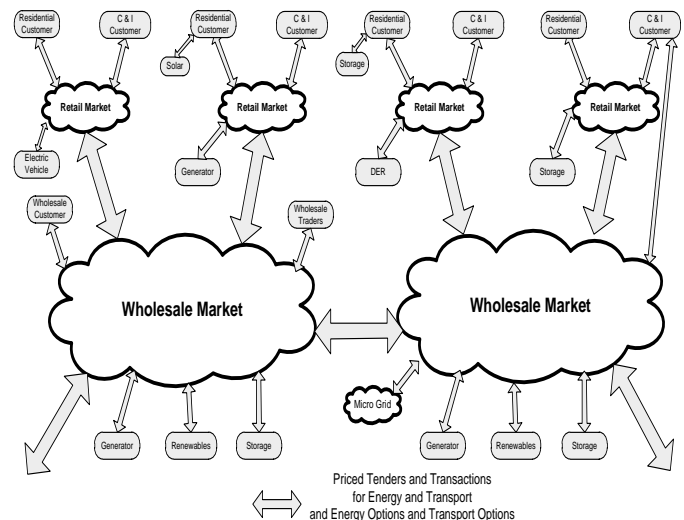 Residential
Customer
C & I
Customer
Residential
Customer
C & I
Customer
Residential
Customer
C & I
Customer
Residential
Customer
C & I
Customer
Solar
Storage
Retail Market
Retail Market
Retail Market
Retail Market
Electric
Vehicle
Generator
DER
Storage
Wholesale
Customer
Wholesale
Traders
Wholesale Market
Wholesale Market
Micro Grid
Generator
Renewables
Storage
Generator
Renewables
Storage
Priced Tenders and Transactions
for Energy and Transport
and Energy Options and Transport Options